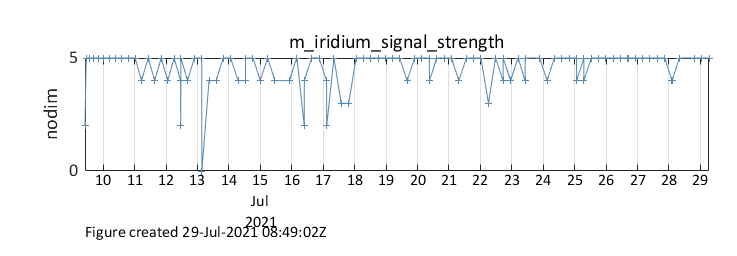 m_iridium_signal_strength
5
nodim
0
10 11 12 13 14 15 16 17 18 19 20 21 22 23 24 25 26 27 28 29
Jul
2021
Figure created 29-Jul-2021 08:49:02Z